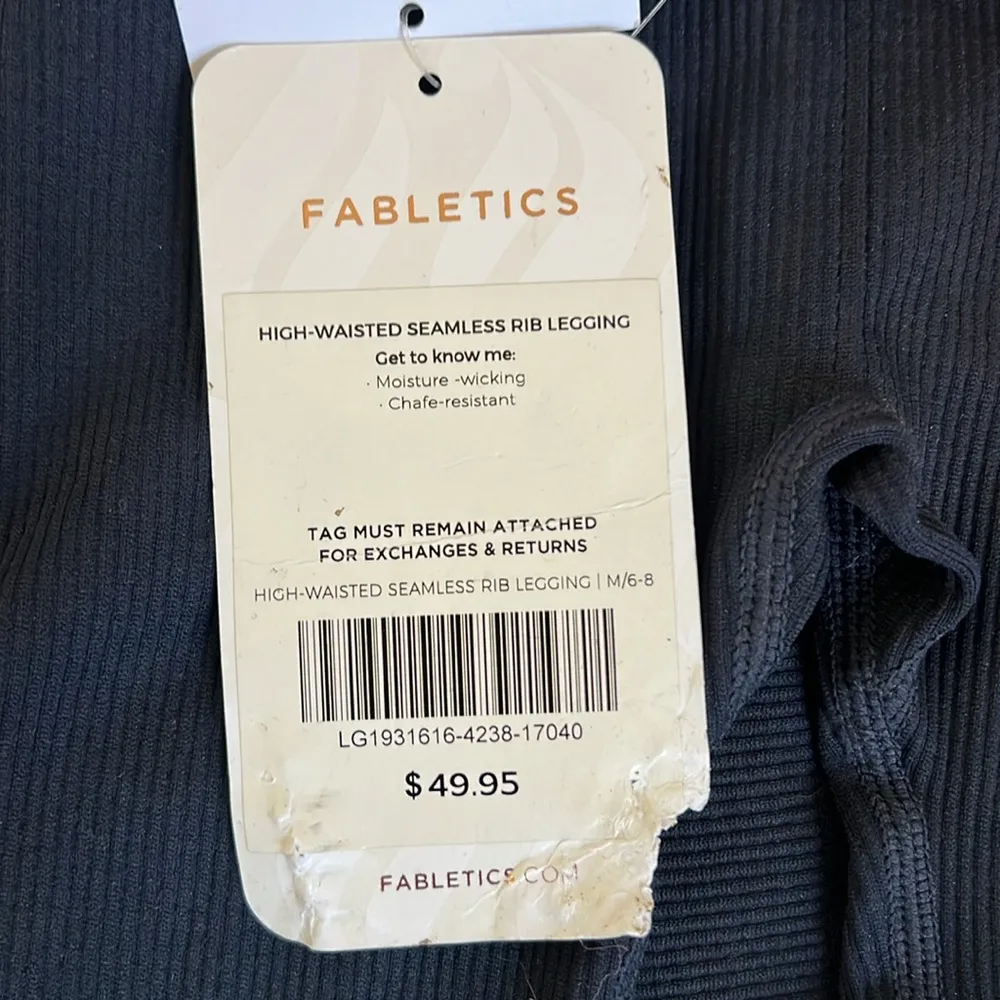 FABLETICS
HIGH-WAISTED SEAMLESS RIB LEGGING
Get to know me:
· Moisture -wicking
· Chafe-resistant
TAG MUST REMAIN ATTACHED
FOR EXCHANGES & RETURNS
HIGH-WAISTED SEAMLESS RIB LEGGING | M/6-8
LG1931616-4238-17040
$49.95
FABLETICS.COM